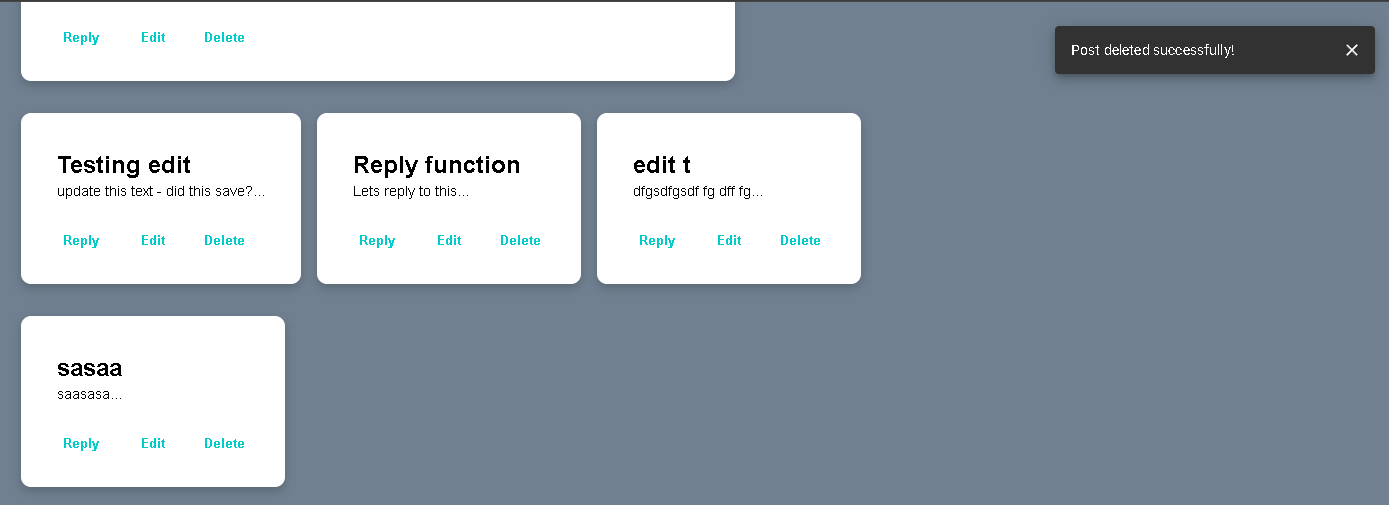 Reply Edit Delete
Post deleted successfully!
Testing edit
update this text - did this save?...
Reply Edit Delete
Reply function
Lets reply to this...
Reply Edit Delete
edit t
dfgsdfgsdf fg dff fg...
Reply Edit Delete
sasaa
saasasa...
Reply Edit Delete